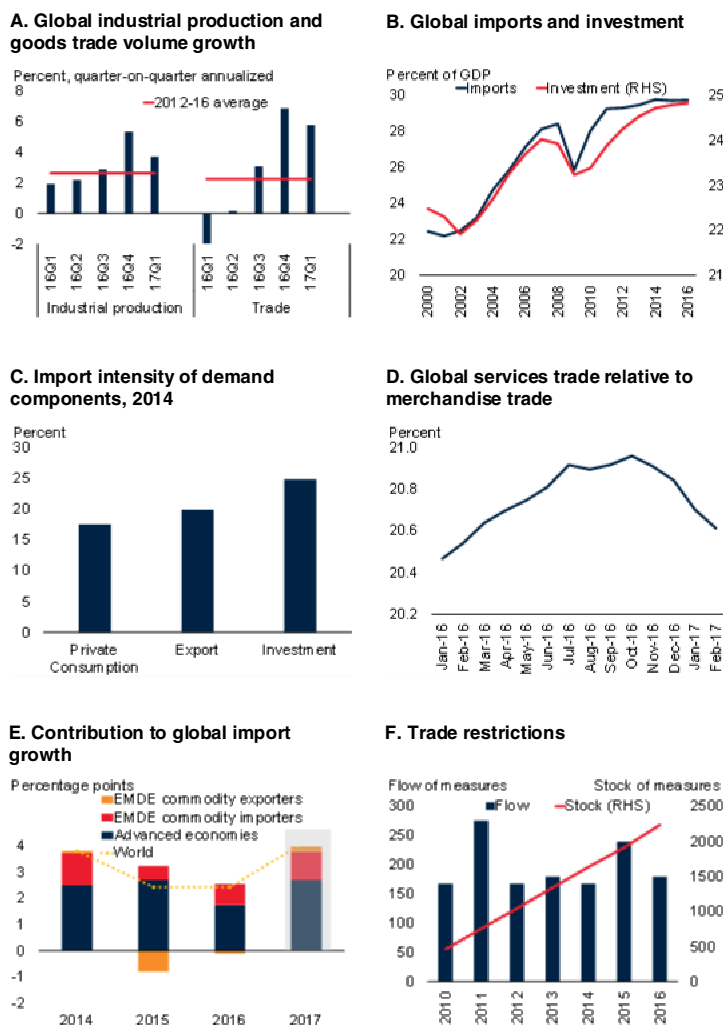 A. Global industrial production and
goods trade volume growth
Percent, quarter-on-quarter annualized
8
6
4
2
0
-2
2012-16 average
16Q1
16Q2
16Q3
16Q4
17Q1
16Q1
16Q2
16Q3
16Q4
17Q1
Industrial production
Trade
B. Global imports and investment
Percent of GDP
Imports
Investment (RHS)
30
28
26
24
22
20
25
24
23
22
21
2000
2002
2004
2006
2008
2010
2012
2014
2016
C. Import intensity of demand
components, 2014
Percent
30
25
20
15
10
5
0
Private
Consumption
Export
Investment
D. Global services trade relative to
merchandise trade
Percent
21.0
20.8
20.6
20.4
20.2
Jan-16
Feb-16
Mar-16
Apr-16
May-16
Jun-16
Jul-16
Aug-16
Sep-16
Oct-16
Nov-16
Dec-16
Jan-17
Feb-17
E. Contribution to global import
growth
Percentage points
EMDE commodity exporters
EMDE commodity importers
Advanced economies
World
4
3
2
1
0
-1
-2
2014
2015
2016
2017
F. Trade restrictions
Flow of measures
Stock of measures
Flow
Stock (RHS)
300
250
200
150
100
50
0
2500
2000
1500
1000
500
0
2010
2011
2012
2013
2014
2015
2016